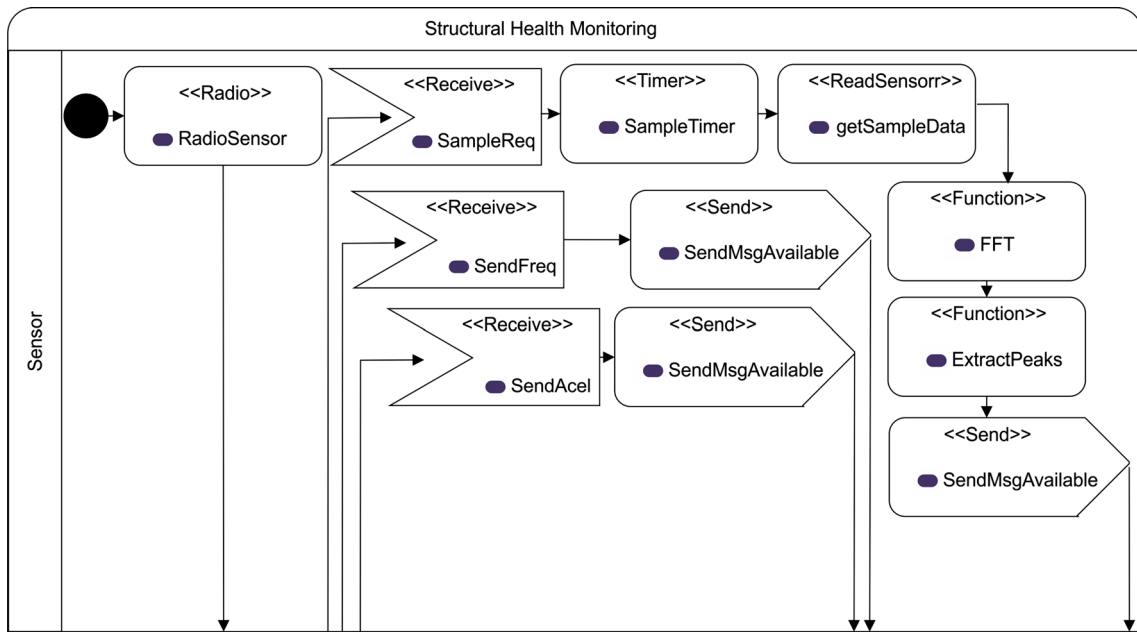 Structural Health Monitoring
Sensor
<<Radio>>
RadioSensor
<<Receive>>
SampleReq
<<Timer>>
SampleTimer
<<ReadSensorr>>
getSampleData
<<Receive>>
SendFreq
<<Send>>
SendMsgAvailable
<<Function>>
FFT
<<Receive>>
SendAcel
<<Send>>
SendMsgAvailable
<<Function>>
ExtractPeaks
<<Send>>
SendMsgAvailable